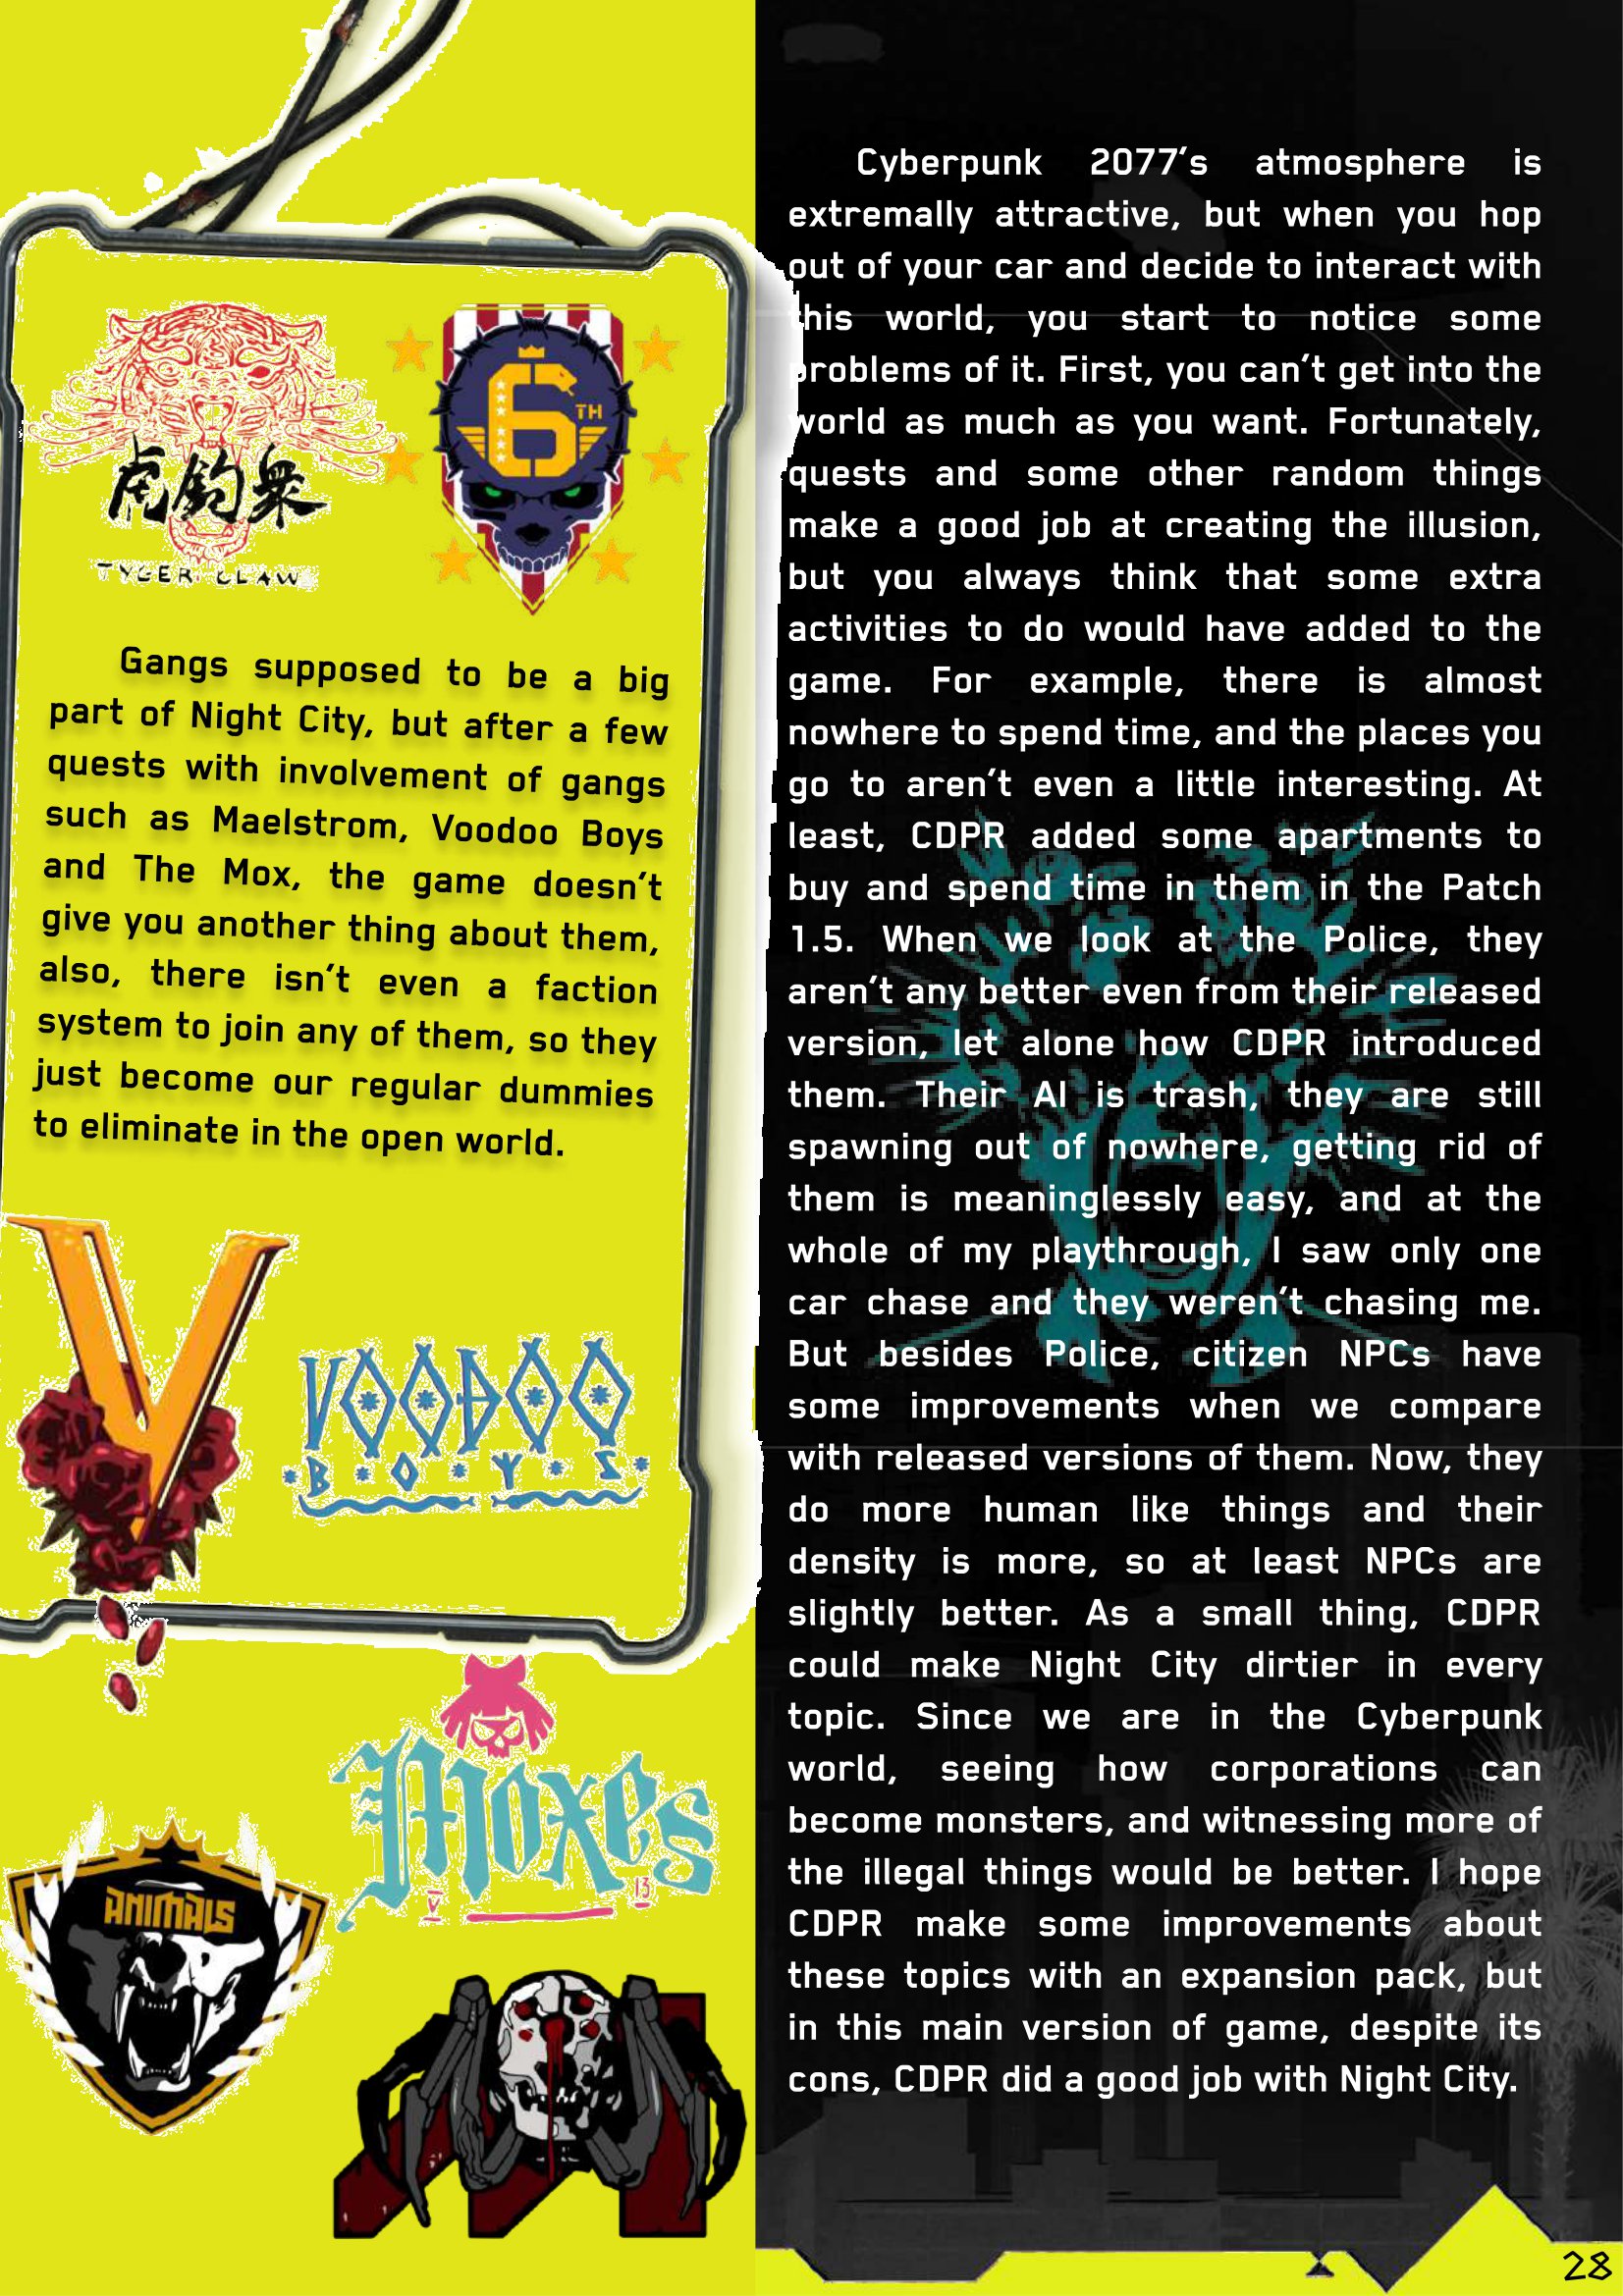 虎鉤衆
TYGER CLAW
6TH
Gangs supposed to be a big
part of Night City, but after a few
quests with involvement of gangs
such as Maelstrom, Voodoo Boys
and The Mox, the game doesn't
give you another thing about them,
also, there isn't even a faction
system to join any of them, so they
just become our regular dummies
to eliminate in the open world.
V
VOODOO
BOYS
Moxes
V 13
ANIMALS
Cyberpunk 2077's atmosphere is
extremally attractive, but when you hop
out of your car and decide to interact with
this world, you start to notice some
problems of it. First, you can't get into the
world as much as you want. Fortunately,
quests and some other random things
make a good job at creating the illusion,
but you always think that some extra
activities to do would have added to the
game. For example, there is almost
nowhere to spend time, and the places you
go to aren't even a little interesting. At
least, CDPR added some apartments to
buy and spend time in them in the Patch
1.5. When we look at the Police, they
aren't any better even from their released
version, let alone how CDPR introduced
them. Their AI is trash, they are still
spawning out of nowhere, getting rid of
them is meaninglessly easy, and at the
whole of my playthrough, I saw only one
car chase and they weren't chasing me.
But besides Police, citizen NPCs have
some improvements when we compare
with released versions of them. Now, they
do more human like things and their
density is more, so at least NPCs are
slightly better. As a small thing, CDPR
could make Night City dirtier in every
topic. Since we are in the Cyberpunk
world, seeing how corporations can
become monsters, and witnessing more of
the illegal things would be better. I hope
CDPR make some improvements about
these topics with an expansion pack, but
in this main version of game, despite its
cons, CDPR did a good job with Night City.
28